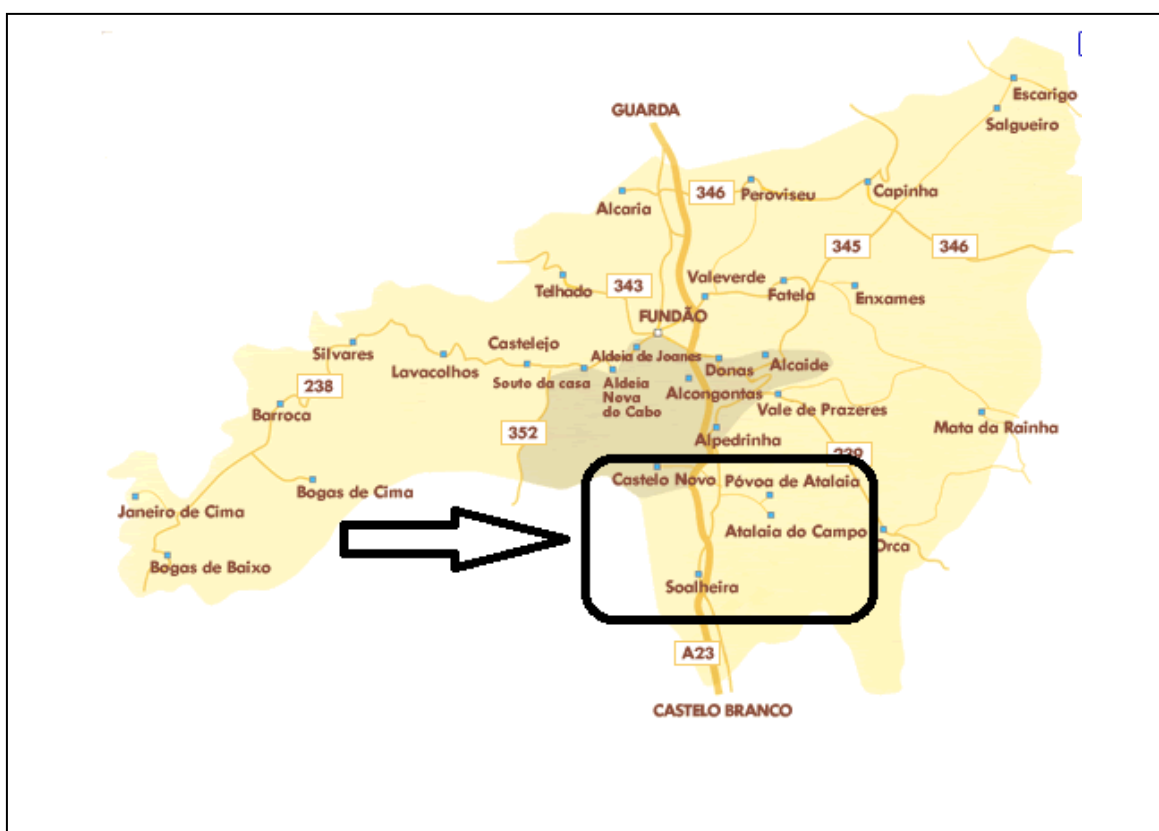 Escarigo
GUARDA
Salgueiro
346
Peroviseu
Capinha
Alcaria
345
346
Valeverde
343
Telhado
Fatela
Enxames
FUNDÃO
Castelejo
Silvares
Aldeia de Joanes
Lavacolhos
Donas
Alcaide
238
Souto da casa
Aldeia
Nova
do Cabo
Alcongontas
Barroca
Vale de Prazeres
Mata da Rainha
352
Alpedrinha
239
Castelo Novo
Póvoa de Atalaia
Bogas de Cima
Janeiro de Cima
Atalaia do Campo
Orca
Bogas de Baixo
Soalheira
A23
CASTELO BRANCO